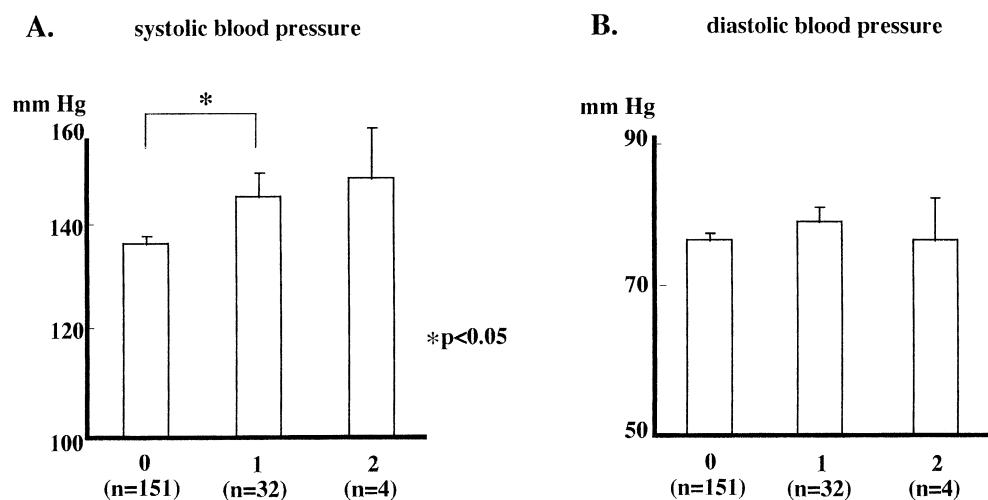 A. systolic blood pressure
mm Hg
160
140
120
100
*
*p<0.05
0 1 2
(n=151) (n=32) (n=4)
B. diastolic blood pressure
mm Hg
90
70
50
0 1 2
(n=151) (n=32) (n=4)